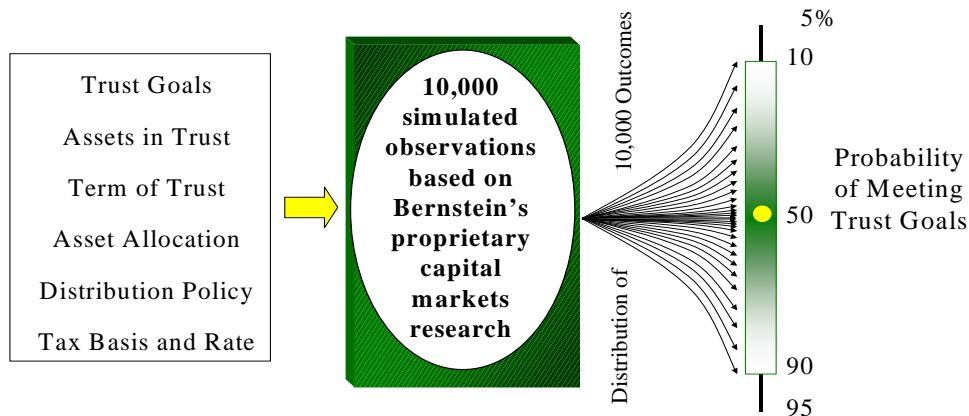 Trust Goals
Assets in Trust
Term of Trust
Asset Allocation
Distribution Policy
Tax Basis and Rate
10,000
simulated
observations
based on
Bernstein’s
proprietary
capital
markets
research
Distribution of
10,000 Outcomes
5%
10
50
90
95
Probability
of Meeting
Trust Goals